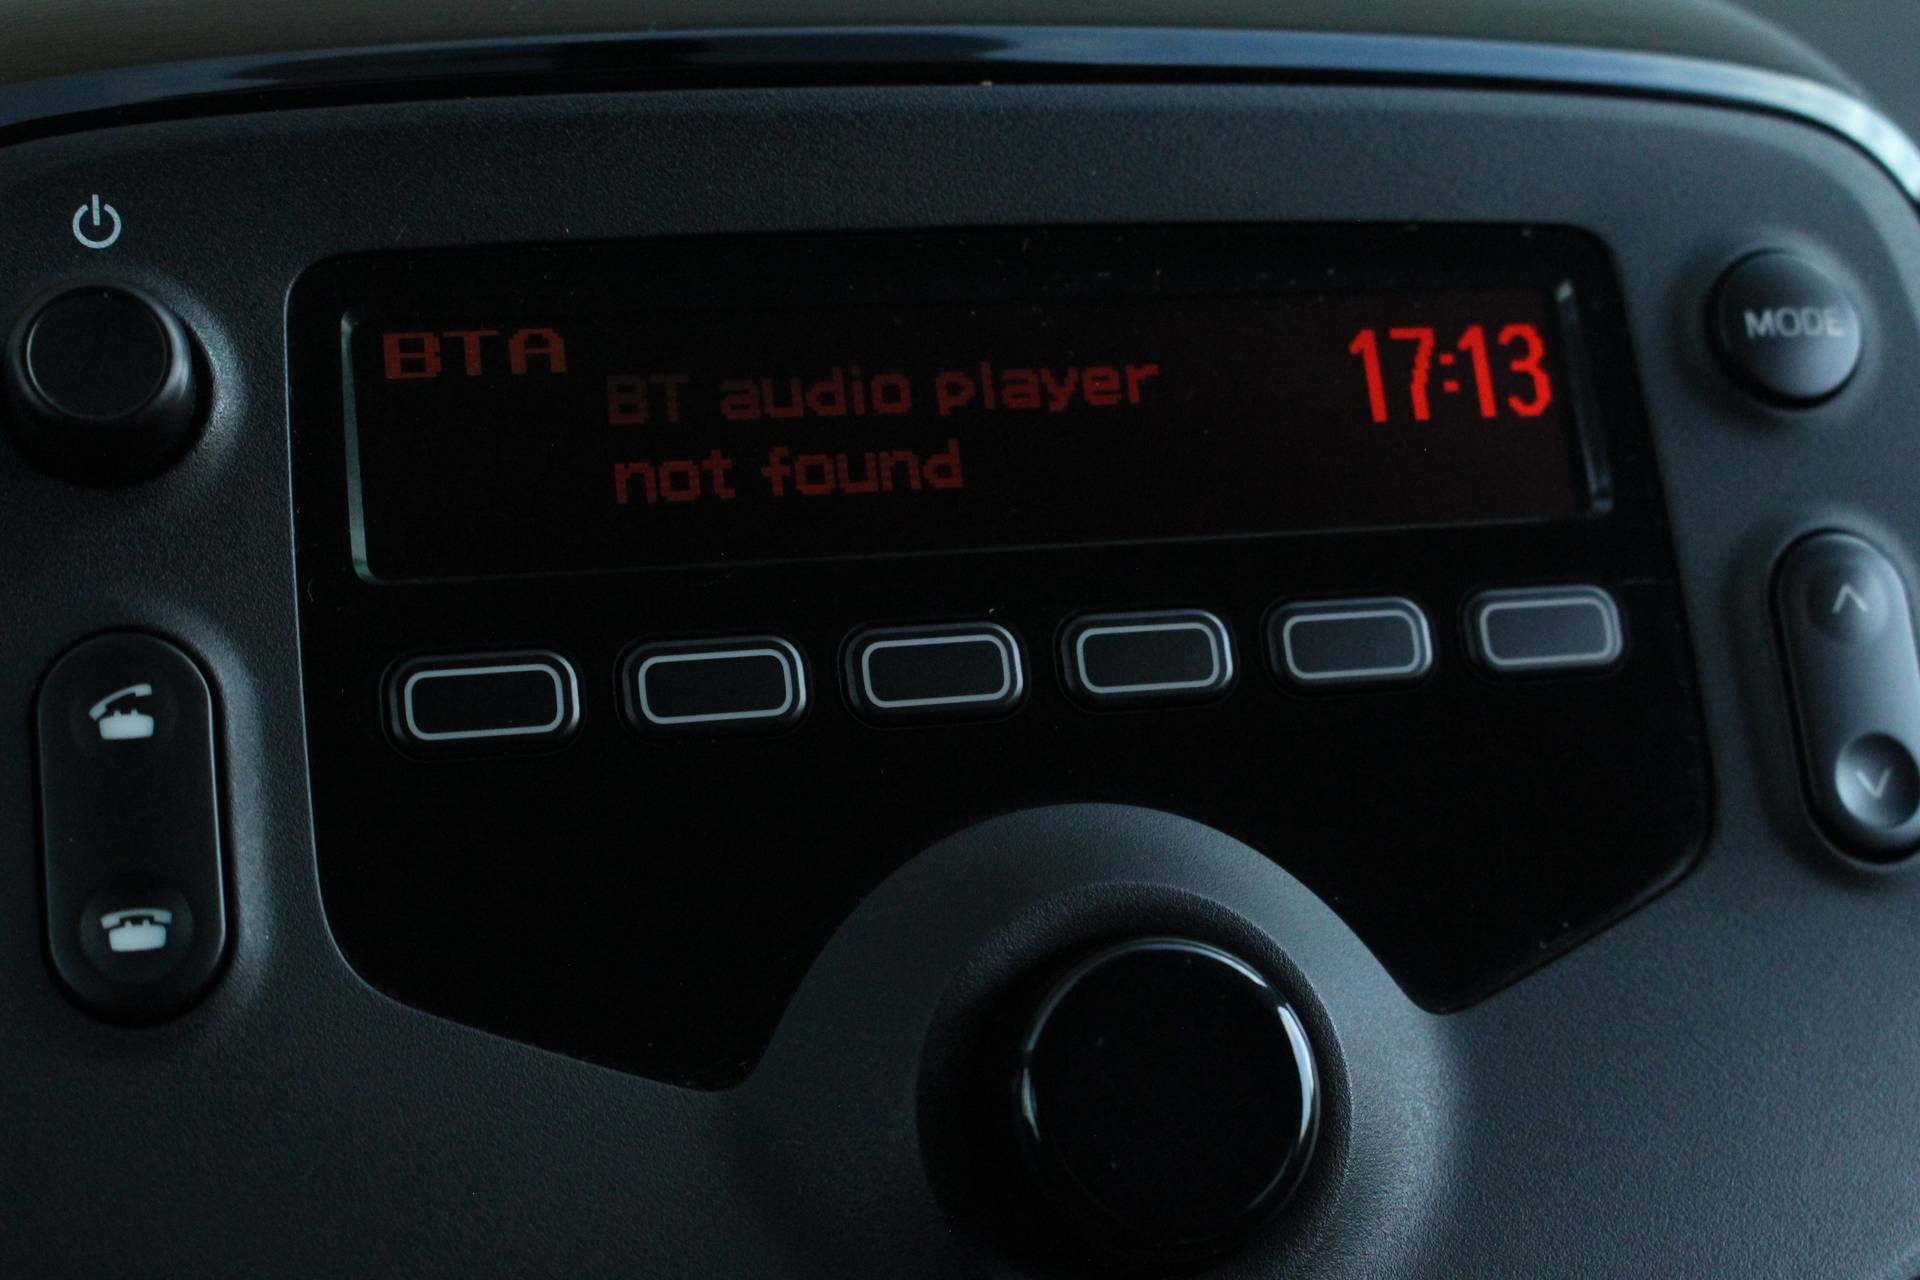 BTA
BT audio player
not found
17:13
MODE